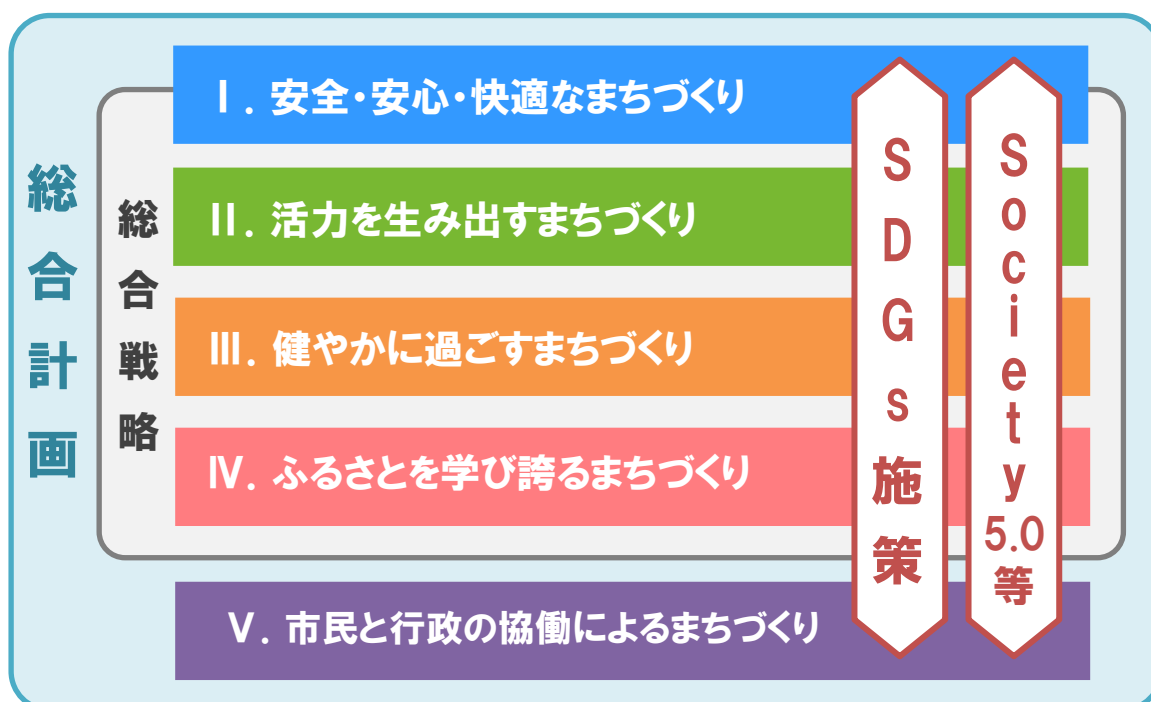 総合計画
総合戦略
Ⅰ. 安全・安心・快適なまちづくり
Ⅱ. 活力を生み出すまちづくり
Ⅲ. 健やかに過ごすまちづくり
Ⅳ. ふるさとを学び誇るまちづくり
Ⅴ. 市民と行政の協働によるまちづくり
SDGs施策
Society5.0等